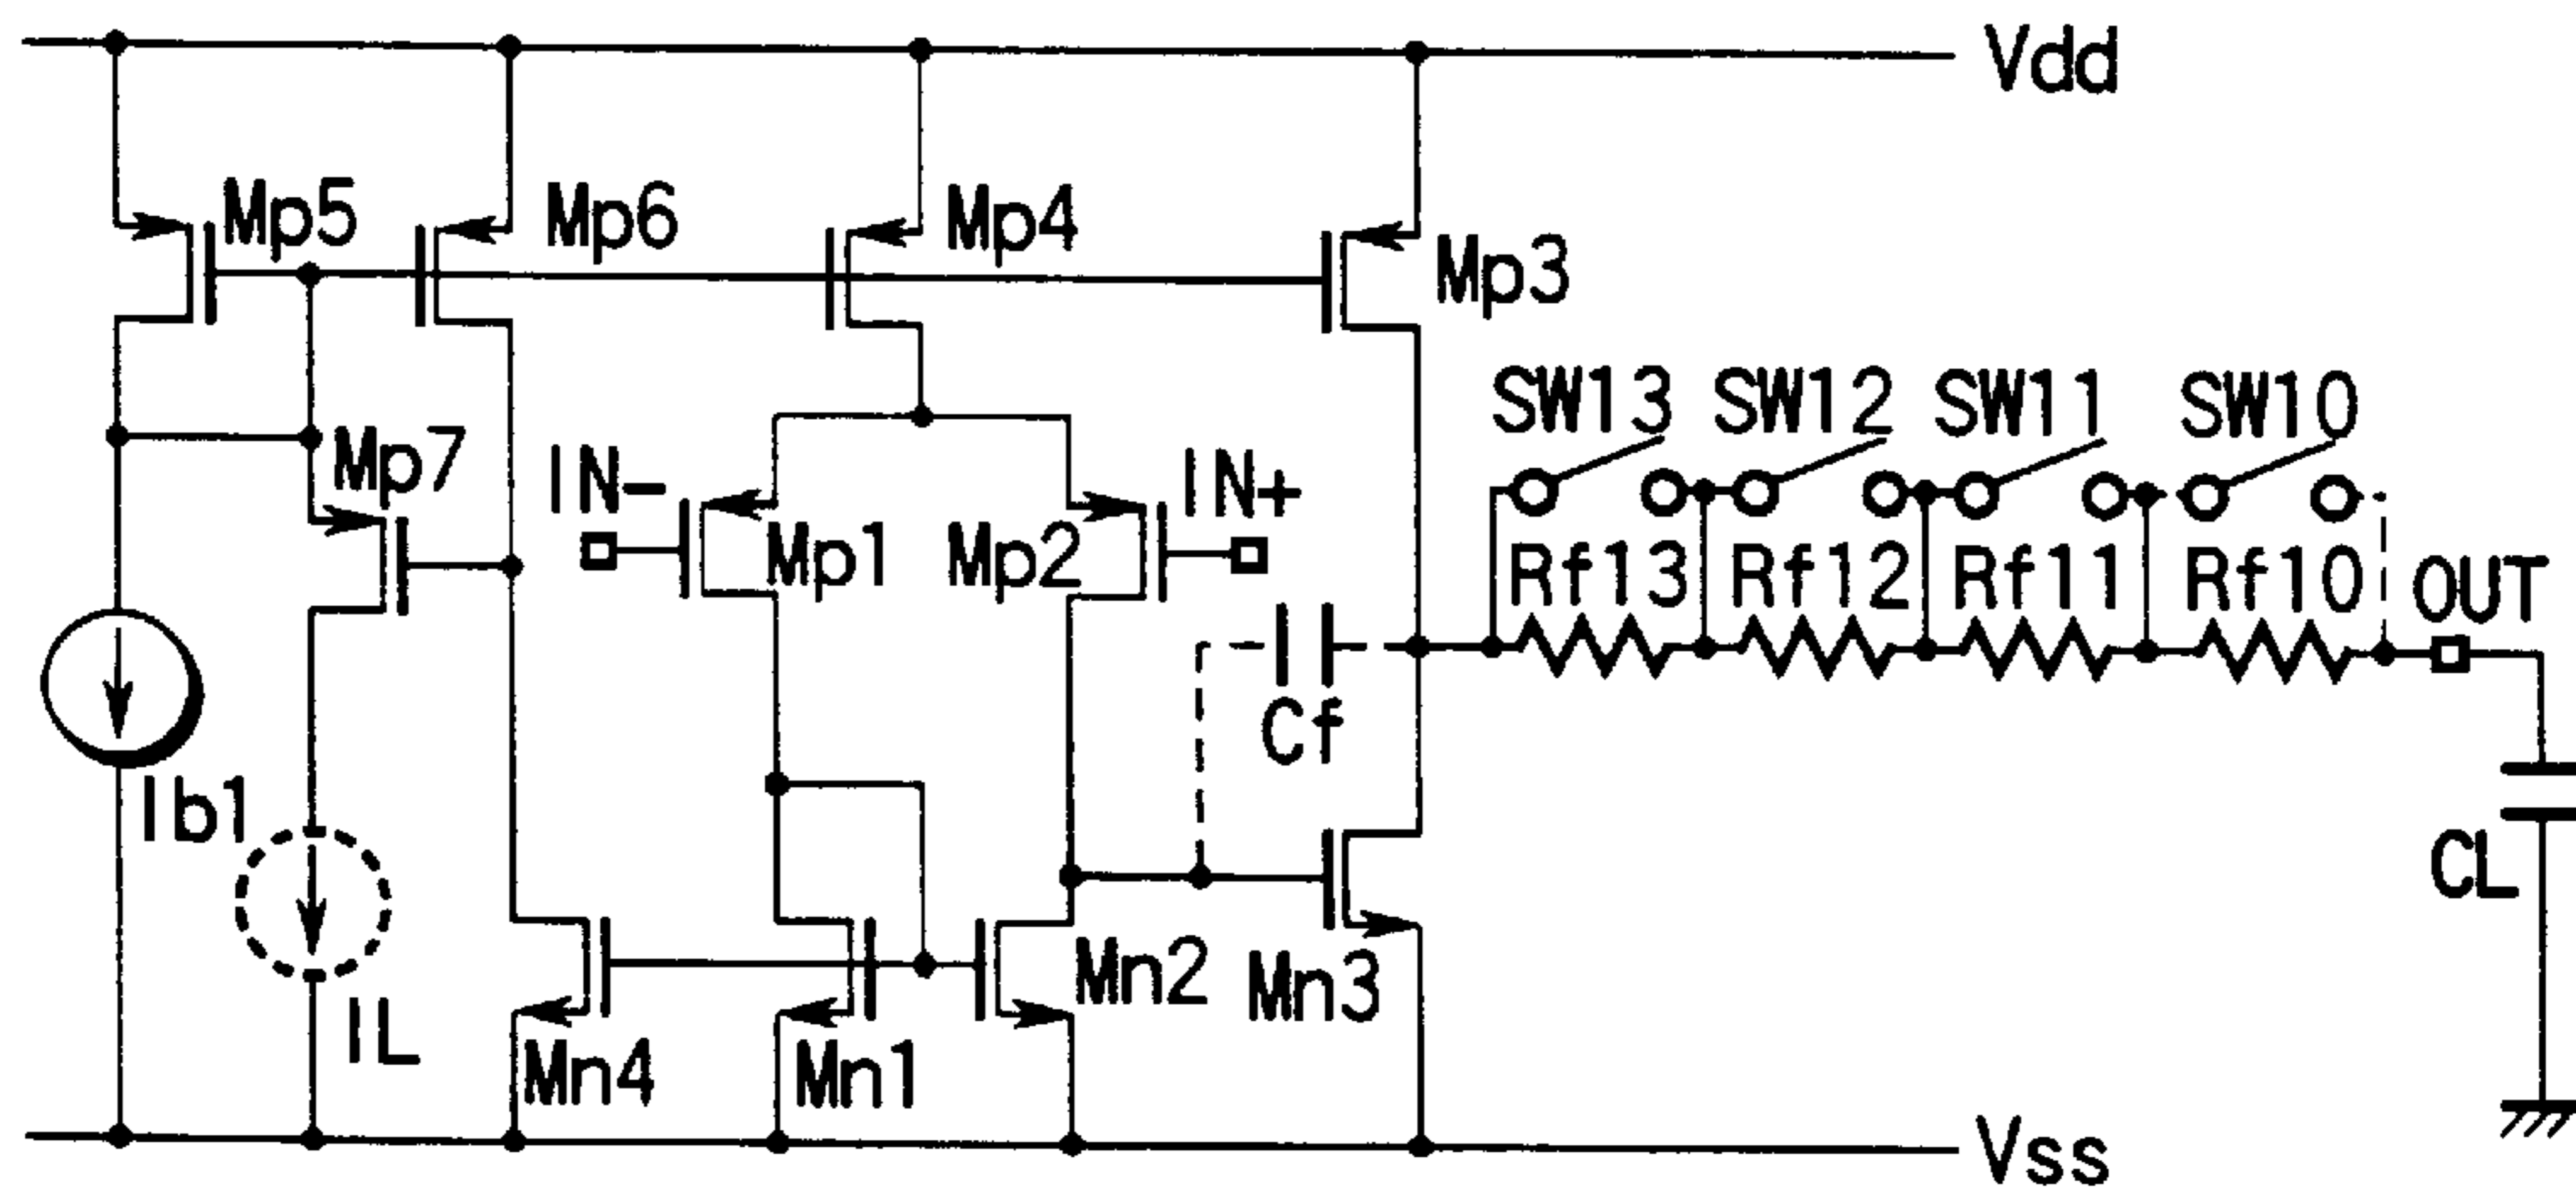 Vdd
Mp5 Mp6 Mp4 Mp3
SW13 SW12 SW11 SW10
Mp7 IN- IN+
Mp1 Mp2 Rf13 Rf12 Rf11 Rf10 OUT
Cf
Ib1
CL
IL Mn2 Mn3
Mn4 Mn1
Vss